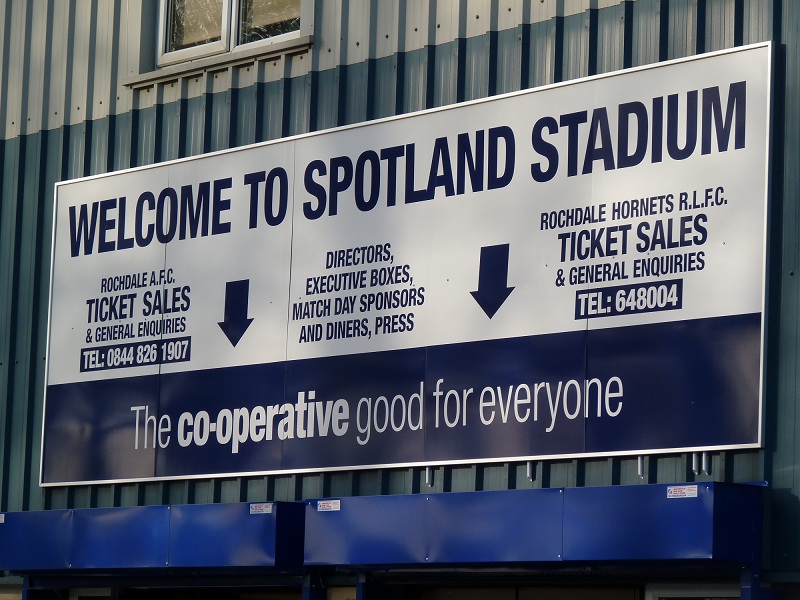 WELCOME TO SPOTLAND STADIUM
ROCHDALE A.F.C.
TICKET SALES
& GENERAL ENQUIRIES
TEL: 0844 826 1907
DIRECTORS,
EXECUTIVE BOXES,
MATCH DAY SPONSORS
AND DINERS, PRESS
ROCHDALE HORNETS R.L.F.C.
TICKET SALES
& GENERAL ENQUIRIES
TEL: 648004
The co-operative good for everyone